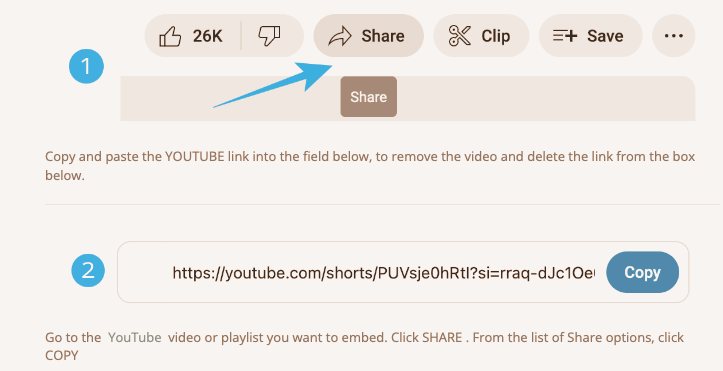 26K Share Clip Save
1
Share
Copy and paste the YOUTUBE link into the field below, to remove the video and delete the link from the box
below.
2 https://youtube.com/shorts/PUVsje0hRtI?si=rraq-dJc1Oe Copy
Go to the YouTube video or playlist you want to embed. Click SHARE . From the list of Share options, click
COPY